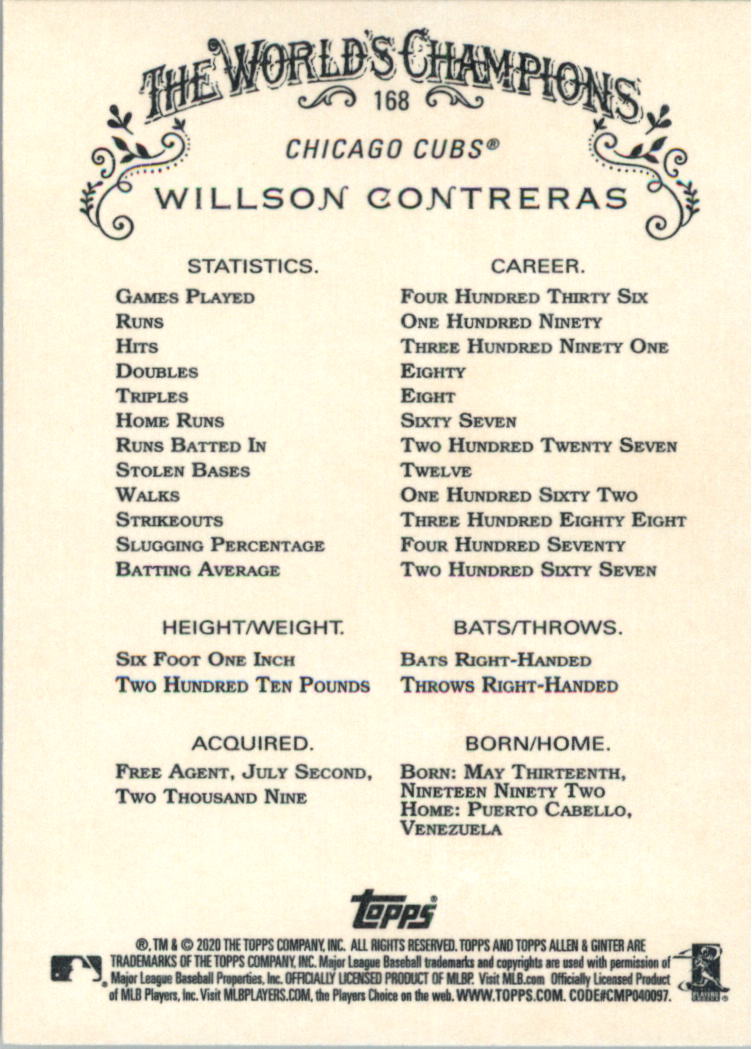 THE WORLD'S CHAMPIONS
168
CHICAGO CUBS®
WILLSON CONTRERAS
STATISTICS. CAREER.
GAMES PLAYED FOUR HUNDRED THIRTY SIX
RUNS ONE HUNDRED NINETY
HITS THREE HUNDRED NINETY ONE
DOUBLES EIGHTY
TRIPLES EIGHT
HOME RUNS SIXTY SEVEN
RUNS BATTED IN TWO HUNDRED TWENTY SEVEN
STOLEN BASES TWELVE
WALKS ONE HUNDRED SIXTY TWO
STRIKEOUTS THREE HUNDRED EIGHTY EIGHT
SLUGGING PERCENTAGE FOUR HUNDRED SEVENTY
BATTING AVERAGE TWO HUNDRED SIXTY SEVEN
HEIGHT/WEIGHT. BATS/THROWS.
SIX FOOT ONE INCH BATS RIGHT-HANDED
TWO HUNDRED TEN POUNDS THROWS RIGHT-HANDED
ACQUIRED.
FREE AGENT, JULY SECOND,
TWO THOUSAND NINE
BORN/HOME.
BORN: MAY THIRTEENTH,
NINETEEN NINETY TWO
HOME: PUERTO CABELLO,
VENEZUELA
topps®
®, TM & © 2020 THE TOPPS COMPANY, INC. ALL RIGHTS RESERVED. TOPPS AND TOPPS ALLEN & GINTER ARE
TRADEMARKS OF THE TOPPS COMPANY, INC. Major League Baseball trademarks and copyrights are used with permission of
Major League Baseball Properties, Inc. OFFICIALLY LICENSED PRODUCT OF MLBP. Visit MLB.com Officially Licensed Product
of MLB Players, Inc. Visit MLBPLAYERS.COM, the Players Choice on the web. WWW.TOPPS.COM. CODE#CMP040097.